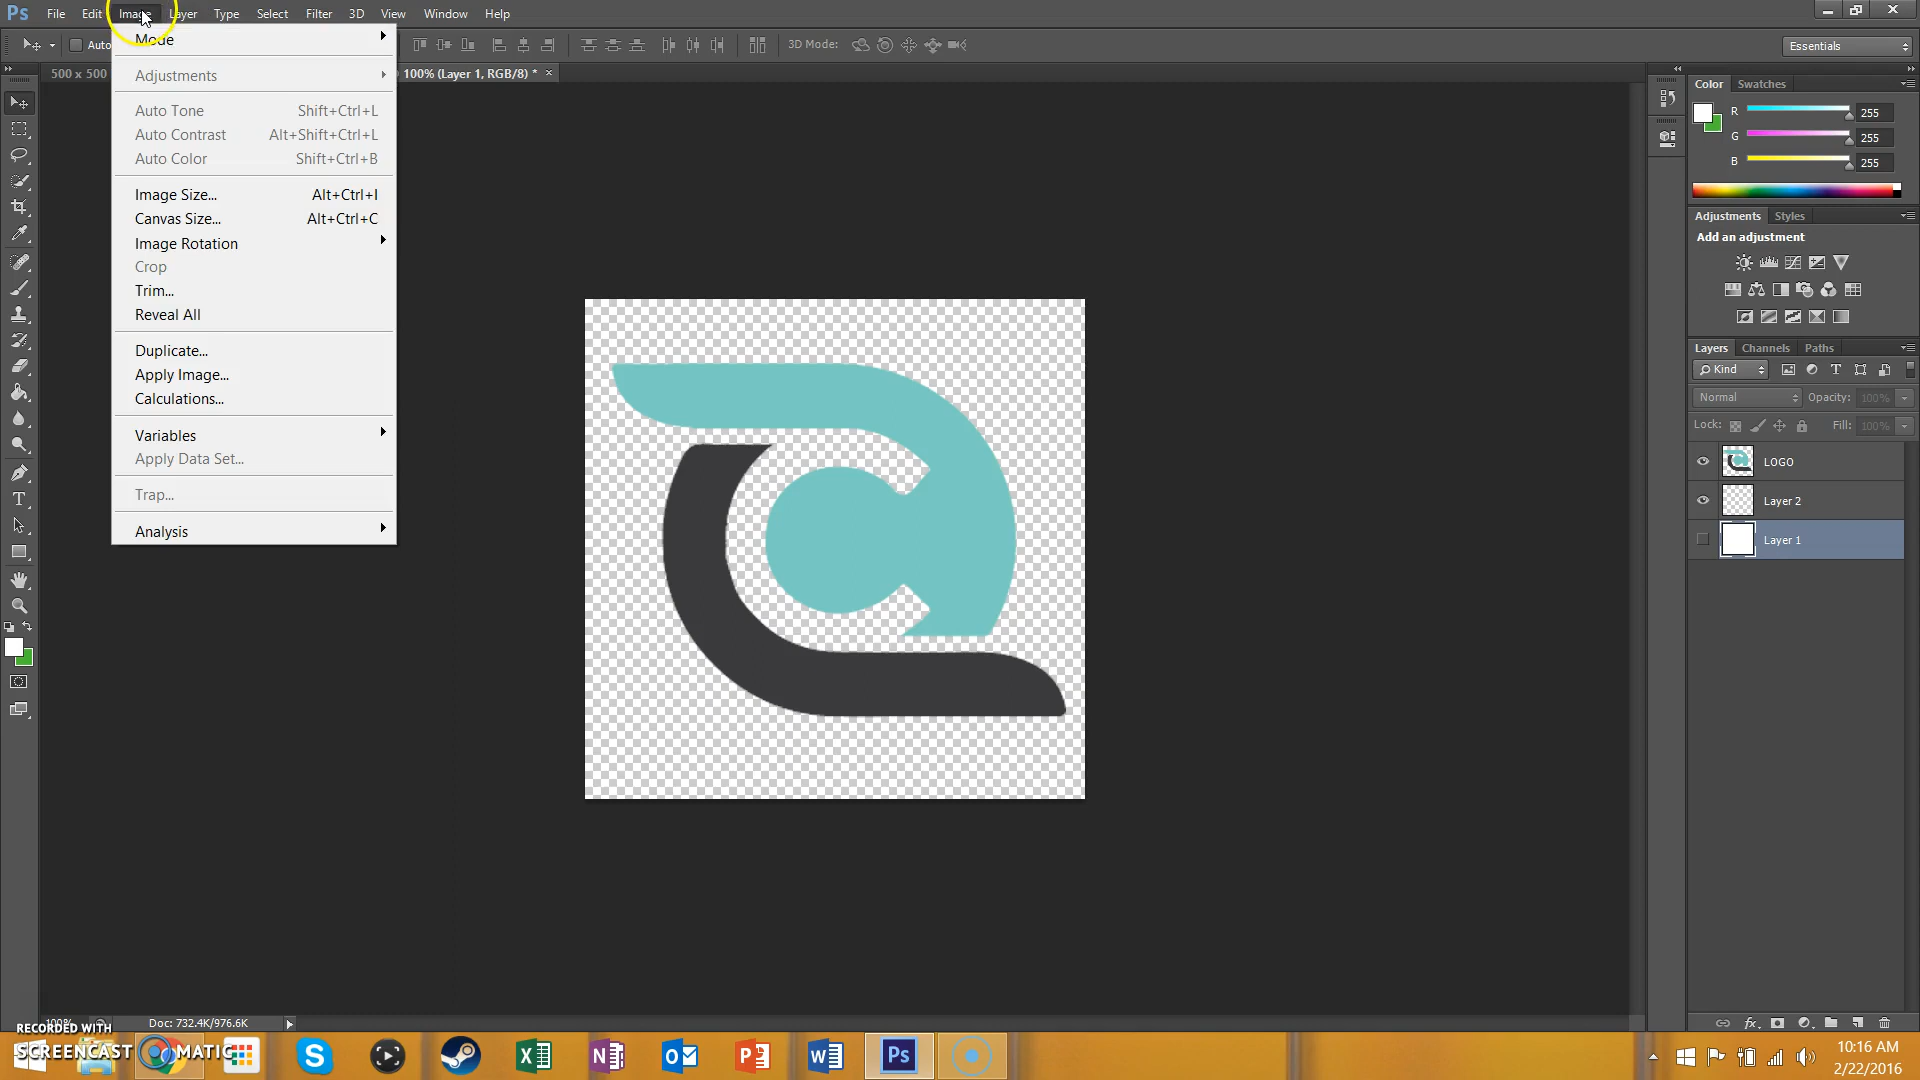 Ps File Edit Image Layer Type Select Filter 3D View Window Help
Auto 3D Mode: Essentials
500 x 500 100% (Layer 1, RGB/8) * ×
Mode
Adjustments
Auto Tone Shift+Ctrl+L
Auto Contrast Alt+Shift+Ctrl+L
Auto Color Shift+Ctrl+B
Image Size... Alt+Ctrl+I
Canvas Size... Alt+Ctrl+C
Image Rotation
Crop
Trim...
Reveal All
Duplicate...
Apply Image...
Calculations...
Variables
Apply Data Set...
Trap...
Analysis
Color Swatches
R 255
G 255
B 255
Adjustments Styles
Add an adjustment
Layers Channels Paths
Kind
Normal Opacity: 100%
Lock: Fill: 100%
LOGO
Layer 2
Layer 1
100% Doc: 732.4K/976.6K
RECORDED WITH
SCREENCAST MATIC
10:16 AM
2/22/2016